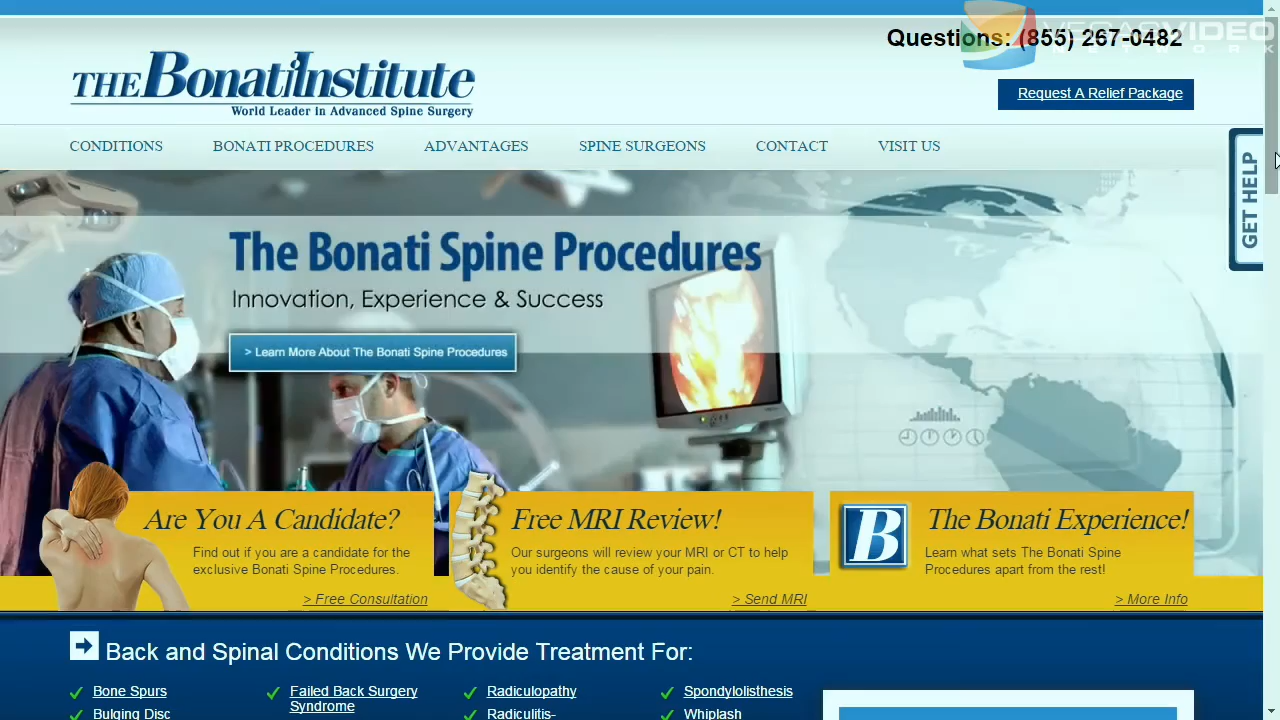 Questions: (855) 267-0482
VEGAS VIDEO
NETWORK
THE Bonati Institute
World Leader in Advanced Spine Surgery
Request A Relief Package
CONDITIONS BONATI PROCEDURES ADVANTAGES SPINE SURGEONS CONTACT VISIT US
GET HELP
The Bonati Spine Procedures
Innovation, Experience & Success
> Learn More About The Bonati Spine Procedures
Are You A Candidate?
Find out if you are a candidate for the
exclusive Bonati Spine Procedures.
> Free Consultation
Free MRI Review!
Our surgeons will review your MRI or CT to help
you identify the cause of your pain.
> Send MRI
B
The Bonati Experience!
Learn what sets The Bonati Spine
Procedures apart from the rest!
> More Info
Back and Spinal Conditions We Provide Treatment For:
Bone Spurs
Bulging Disc
Failed Back Surgery
Syndrome
Radiculopathy
Radiculitis-
Spondylolisthesis
Whiplash